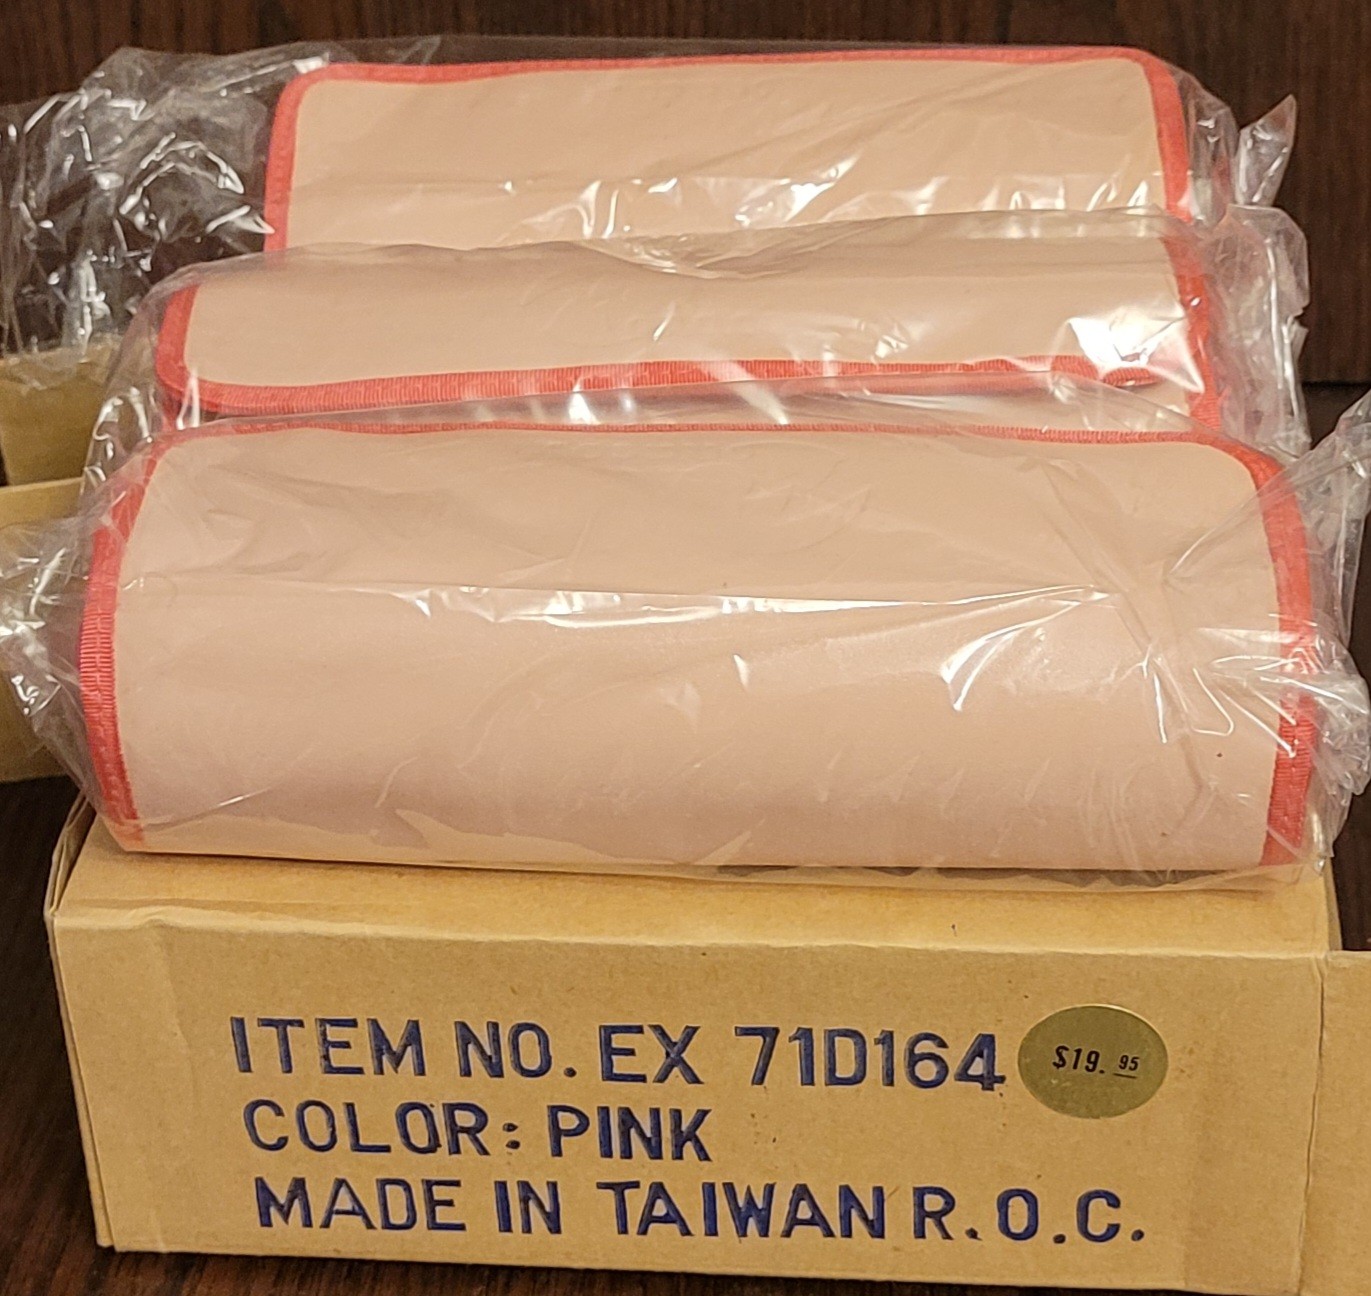 ITEM NO. EX 71D164
$19.95
COLOR: PINK
MADE IN TAIWAN R.O.C.